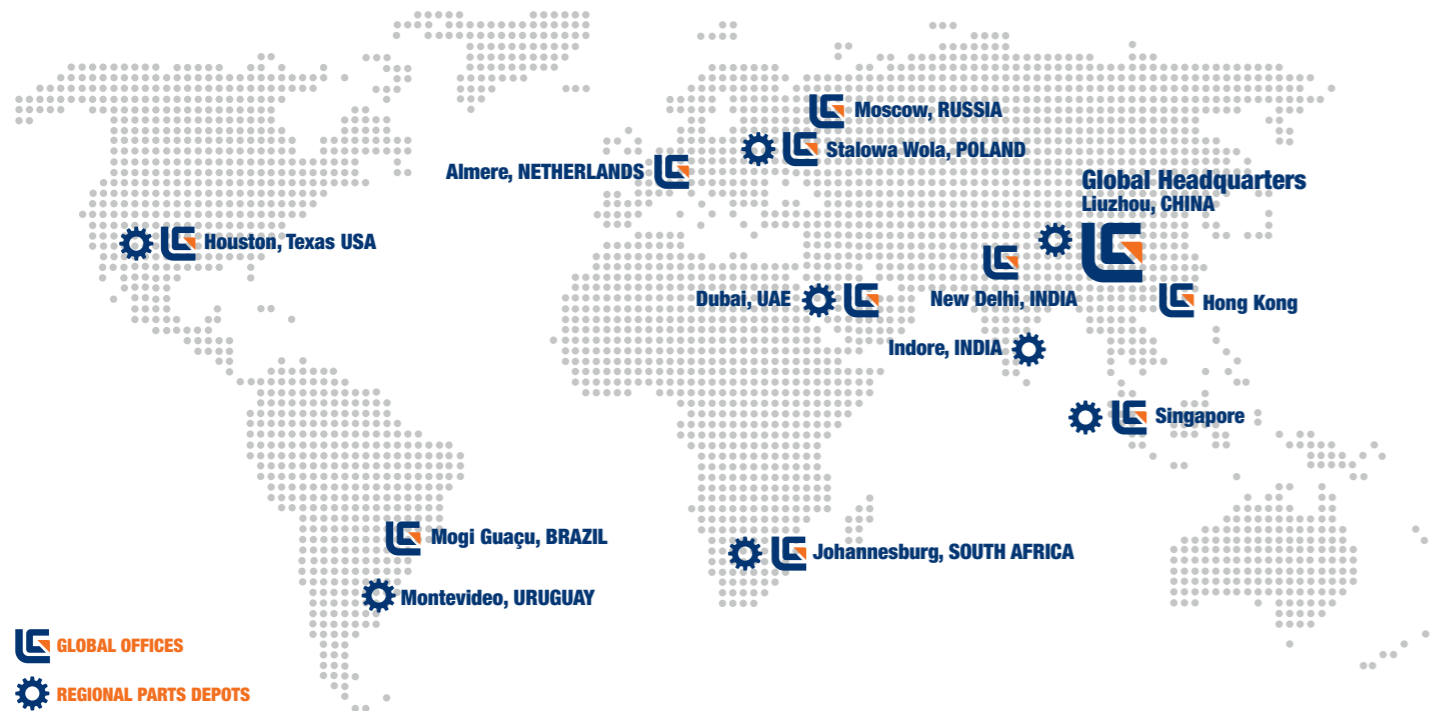 Moscow, RUSSIA
Stalowa Wola, POLAND
Almere, NETHERLANDS
Global Headquarters
Liuzhou, CHINA
Houston, Texas USA
Dubai, UAE
New Delhi, INDIA
Hong Kong
Indore, INDIA
Singapore
Mogi Guaçu, BRAZIL
Johannesburg, SOUTH AFRICA
Montevideo, URUGUAY
GLOBAL OFFICES
REGIONAL PARTS DEPOTS